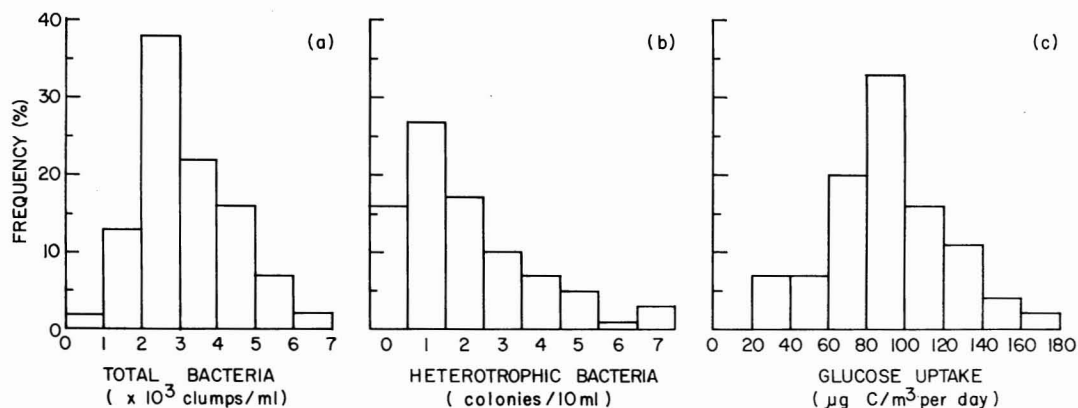 FREQUENCY (%)
40
30
20
10
0
(a)
0 1 2 3 4 5 6 7
TOTAL BACTERIA
( x 10³ clumps/ml )
(b)
0 1 2 3 4 5 6 7
HETEROTROPHIC BACTERIA
( colonies/10 ml )
(c)
0 20 40 60 80 100 120 140 160 180
GLUCOSE UPTAKE
( µg C/m³ per day )